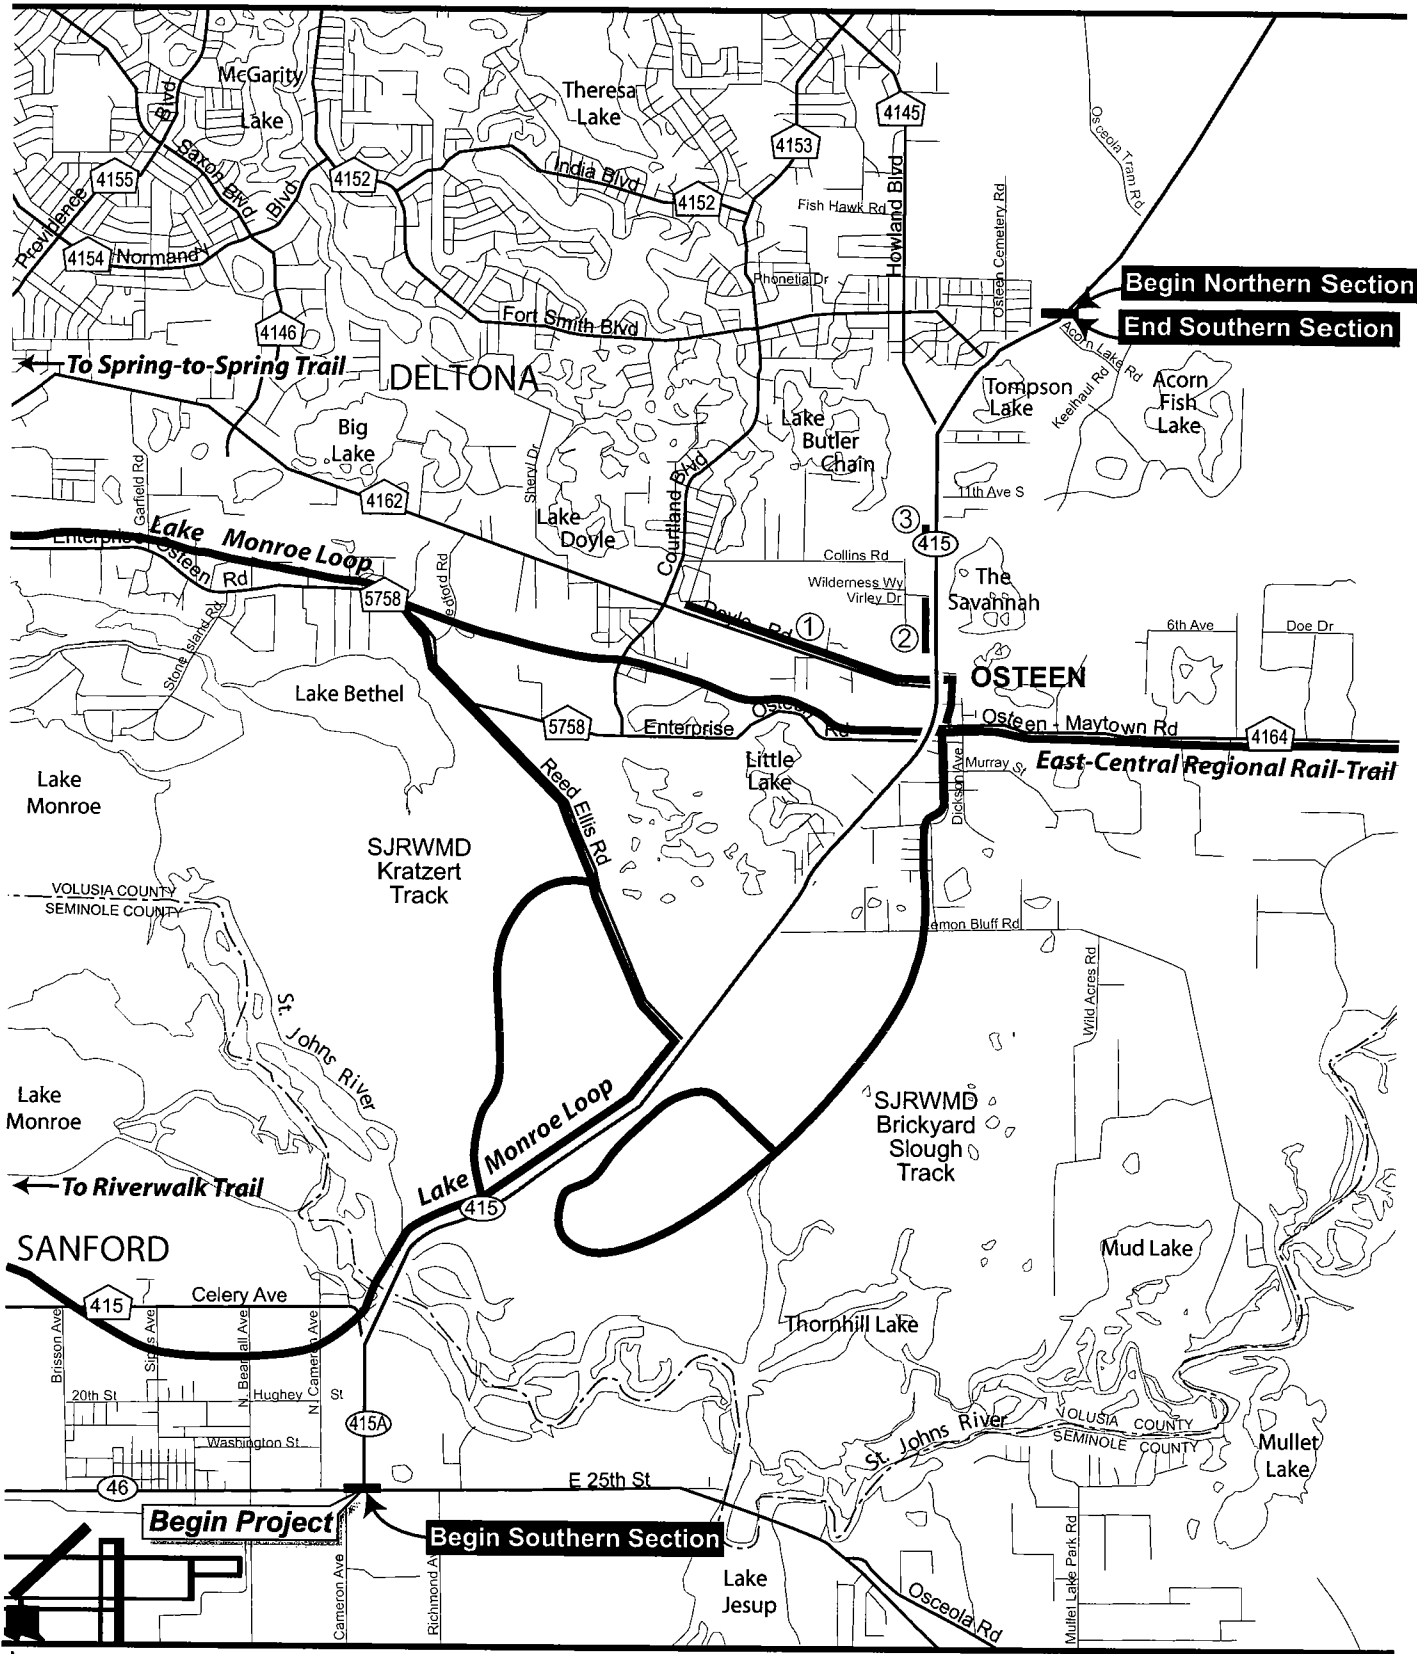 McGarity
Lake
Theresa
Lake
Blvd
Saxon Blvd
4155
4152
Blvd
India Blvd
4152
4153
4145
Howland Blvd
Fish Hawk Rd
Osteen Cemetery Rd
Osceola Tram Rd
Providence
4154
Normandy
Phonetia Dr
Begin Northern Section
End Southern Section
4146
Fort Smith Blvd
To Spring-to-Spring Trail
DELTONA
Acorn Lake Rd
Keelhaul Rd
Tompson
Lake
Acorn
Fish
Lake
Big
Lake
Lake
Butler
Chain
Garfield Rd
Sheryl Dr
Courtland Blvd
4162
11th Ave S
Lake
Doyle
3
415
Lake Monroe Loop
Enterprise
Osteen Rd
Collins Rd
Wilderness Wy
Virley Dr
The
Savannah
5758
Doyle Rd
1
2
6th Ave
Doe Dr
Stone Island Rd
Lake Bethel
OSTEEN
5758
Enterprise
Osteen
Rd
Osteen - Maytown Rd
4164
East-Central Regional Rail-Trail
Lake
Monroe
Reed Ellis Rd
Little
Lake
Dickson Ave
Murray St
SJRWMD
Kratzert
Track
VOLUSIA COUNTY
SEMINOLE COUNTY
Lemon Bluff Rd
Wild Acres Rd
St. Johns River
Lake
Monroe
Lake Monroe Loop
SJRWMD
Brickyard
Slough
Track
To Riverwalk Trail
415
SANFORD
Mud Lake
415
Celery Ave
Thornhill Lake
Brisson Ave
Sipes Ave
N Beardall Ave
N Cameron Ave
20th St
Hughey St
415A
St. Johns River
VOLUSIA COUNTY
SEMINOLE COUNTY
Mullet
Lake
Washington St
46
E 25th St
Begin Project
Begin Southern Section
Cameron Ave
Richmond Av
Lake
Jesup
Osceola Rd
Mullet Lake Park Rd